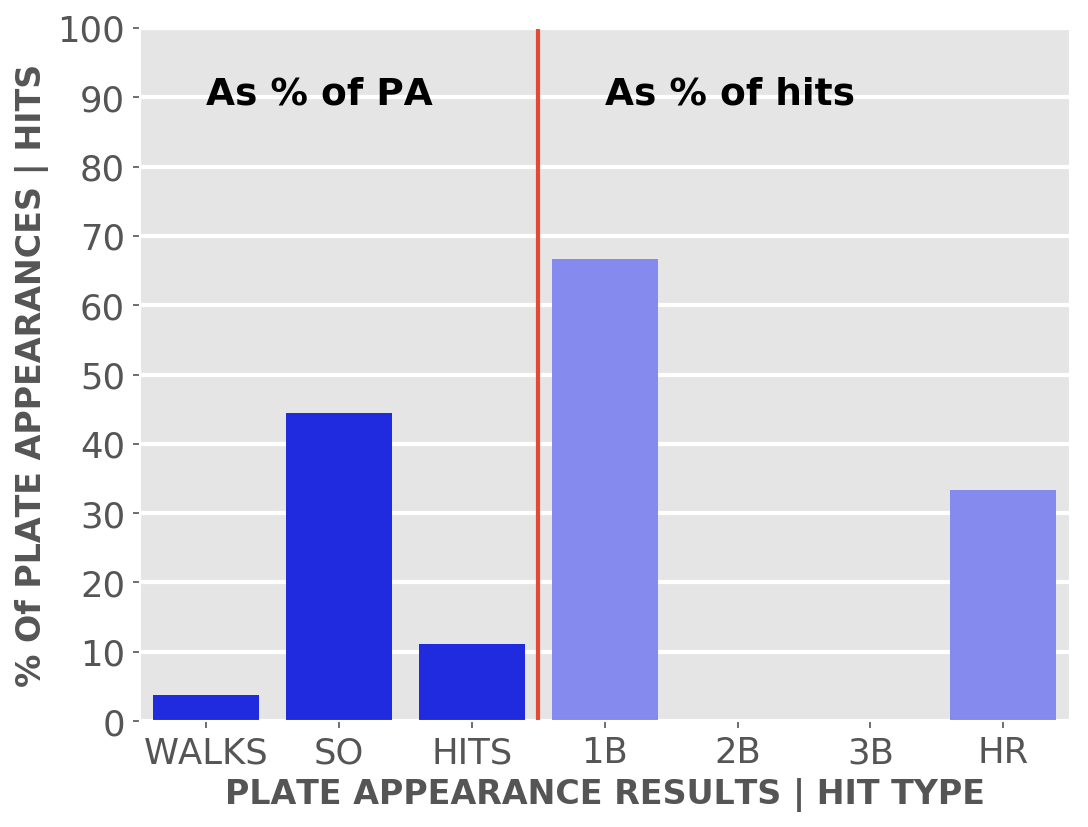 As % of PA
As % of hits
100
90
80
70
60
50
40
30
20
10
0
% Of PLATE APPEARANCES | HITS
WALKS SO HITS 1B 2B 3B HR
PLATE APPEARANCE RESULTS | HIT TYPE